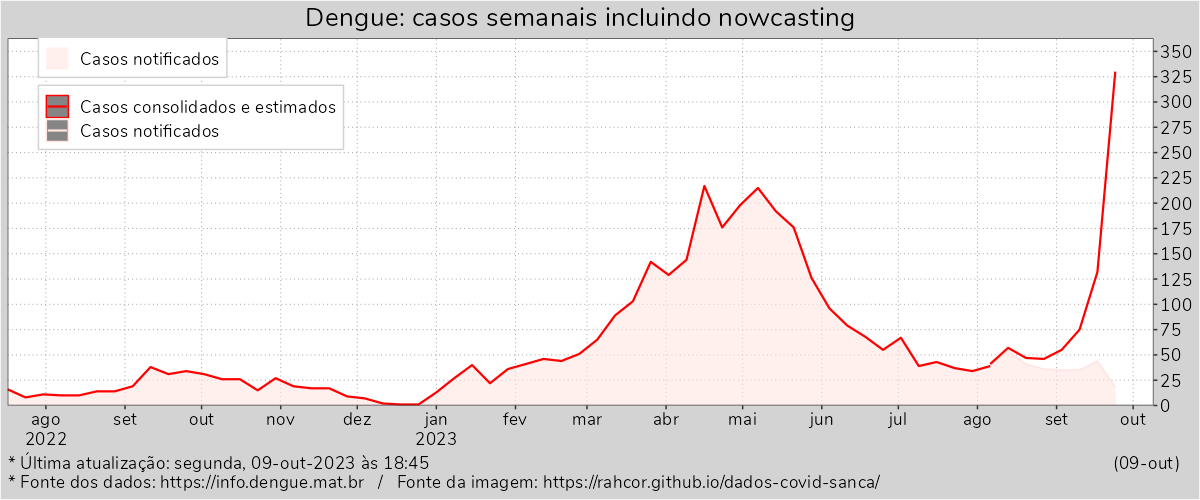 Dengue: casos semanais incluindo nowcasting
Casos notificados
Casos consolidados e estimados
Casos notificados
350
325
300
275
250
225
200
175
150
125
100
75
50
25
0
ago set out nov dez jan fev mar abr mai jun jul ago set out
2022 2023
* Última atualização: segunda, 09-out-2023 às 18:45 (09-out)
* Fonte dos dados: https://info.dengue.mat.br / Fonte da imagem: https://rahcor.github.io/dados-covid-sanca/